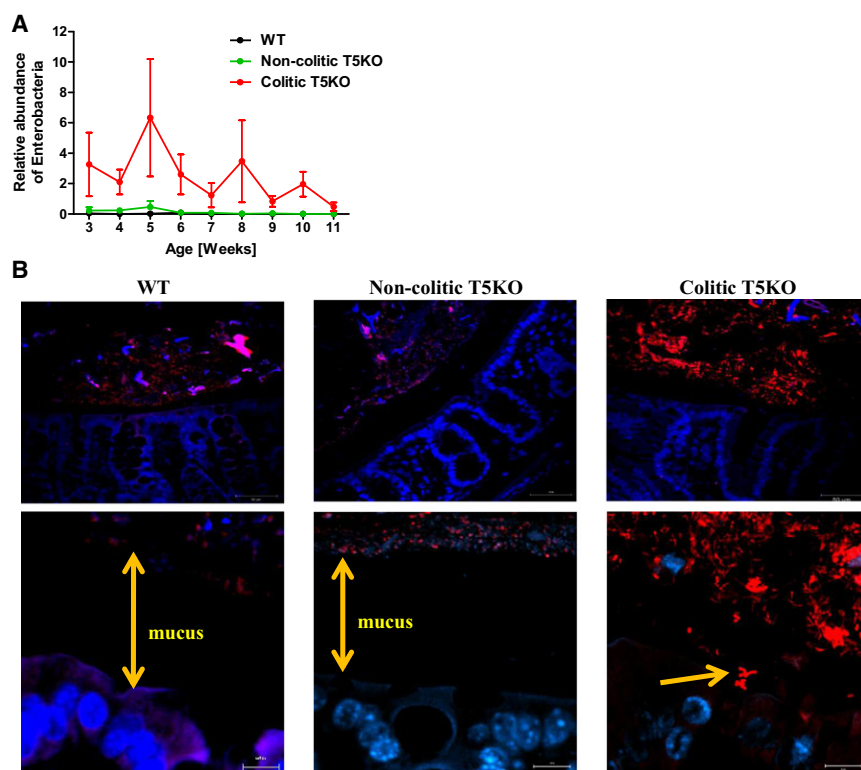 A
WT
Non-colitic T5KO
Colitic T5KO
Relative abundance
of Enterobacteria
12
10
8
6
4
2
0
3 4 5 6 7 8 9 10 11
Age [Weeks]
B
WT Non-colitic T5KO Colitic T5KO
mucus mucus